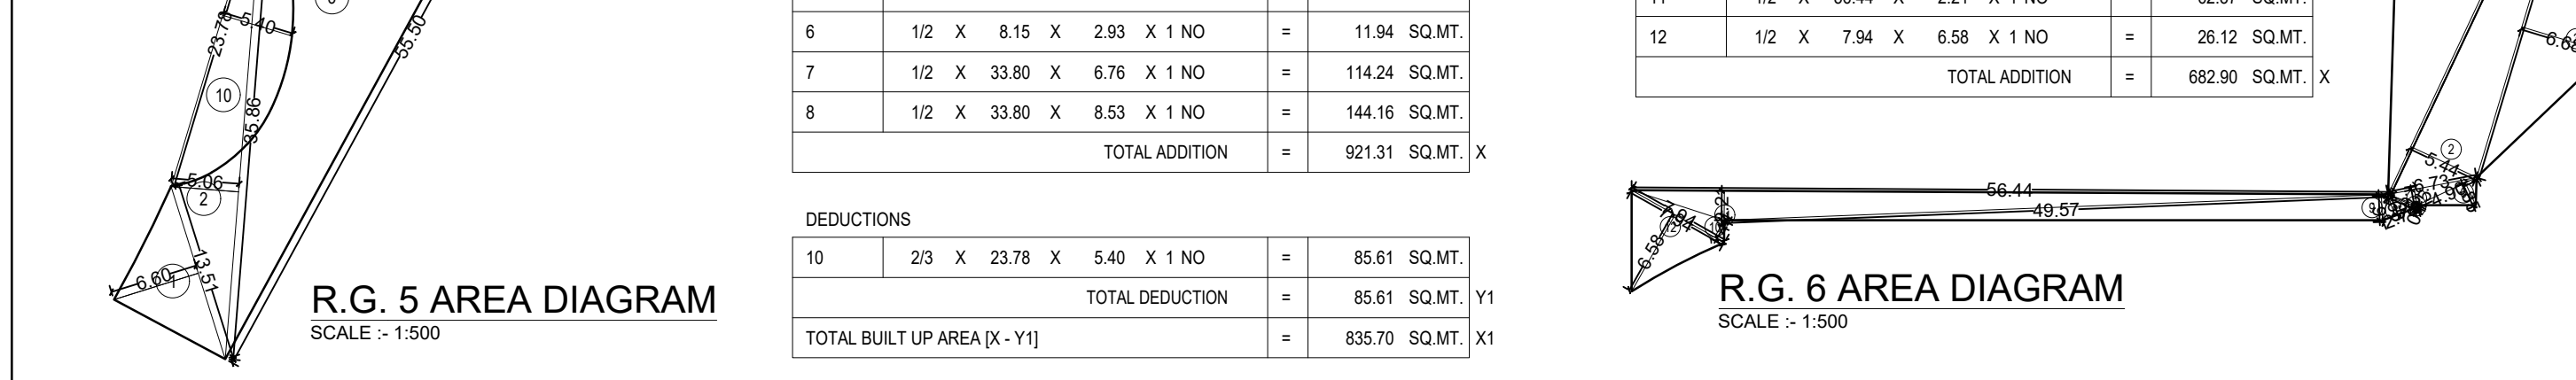 23.78
5.40
55.50
10
35.86
5.06
2
13.51
6.60
1
R.G. 5 AREA DIAGRAM
SCALE :- 1:500
6 1/2 X 8.15 X 2.93 X 1 NO = 11.94 SQ.MT.
7 1/2 X 33.80 X 6.76 X 1 NO = 114.24 SQ.MT.
8 1/2 X 33.80 X 8.53 X 1 NO = 144.16 SQ.MT.
TOTAL ADDITION = 921.31 SQ.MT. X
DEDUCTIONS
10 2/3 X 23.78 X 5.40 X 1 NO = 85.61 SQ.MT.
TOTAL DEDUCTION = 85.61 SQ.MT. Y1
TOTAL BUILT UP AREA [X - Y1] = 835.70 SQ.MT. X1
12 1/2 X 7.94 X 6.58 X 1 NO = 26.12 SQ.MT.
TOTAL ADDITION = 682.90 SQ.MT. X
2
5.44
6.73
56.44
49.57
7.94
12
6.58
R.G. 6 AREA DIAGRAM
SCALE :- 1:500